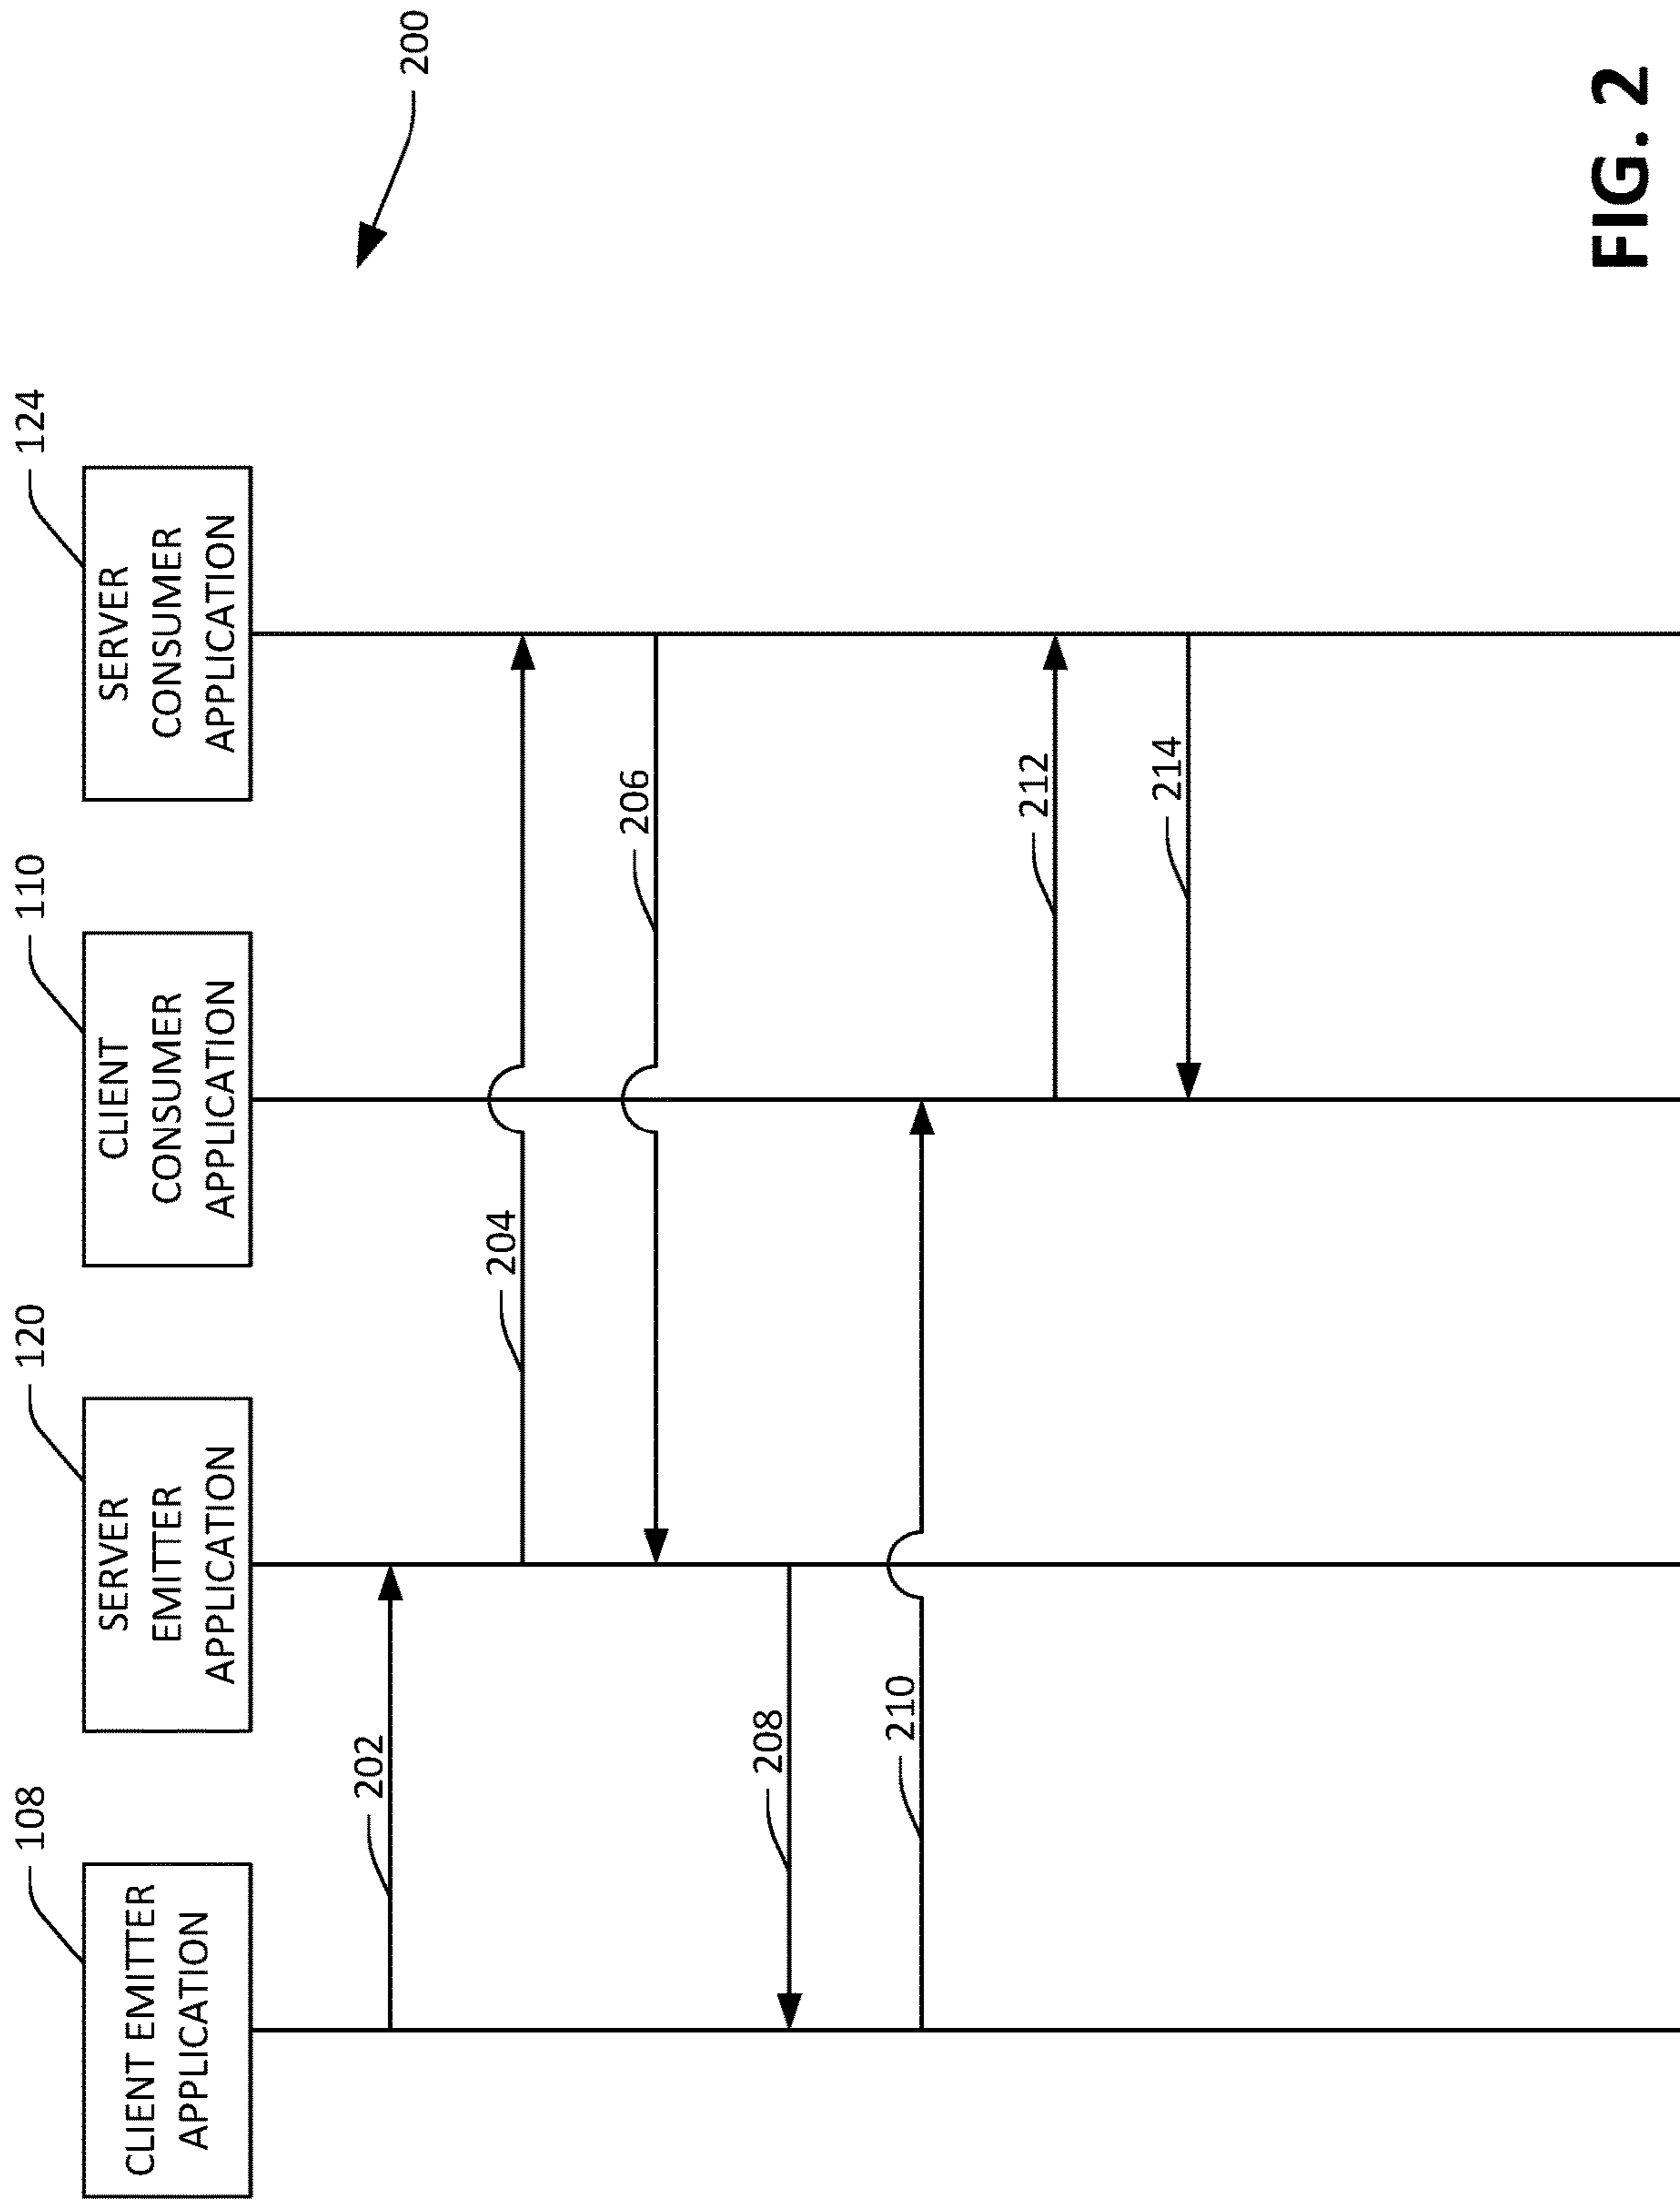 108
120
110
124
CLIENT EMITTER
APPLICATION
SERVER
EMITTER
APPLICATION
CLIENT
CONSUMER
APPLICATION
SERVER
CONSUMER
APPLICATION
200
202
204
206
208
210
212
214
FIG. 2